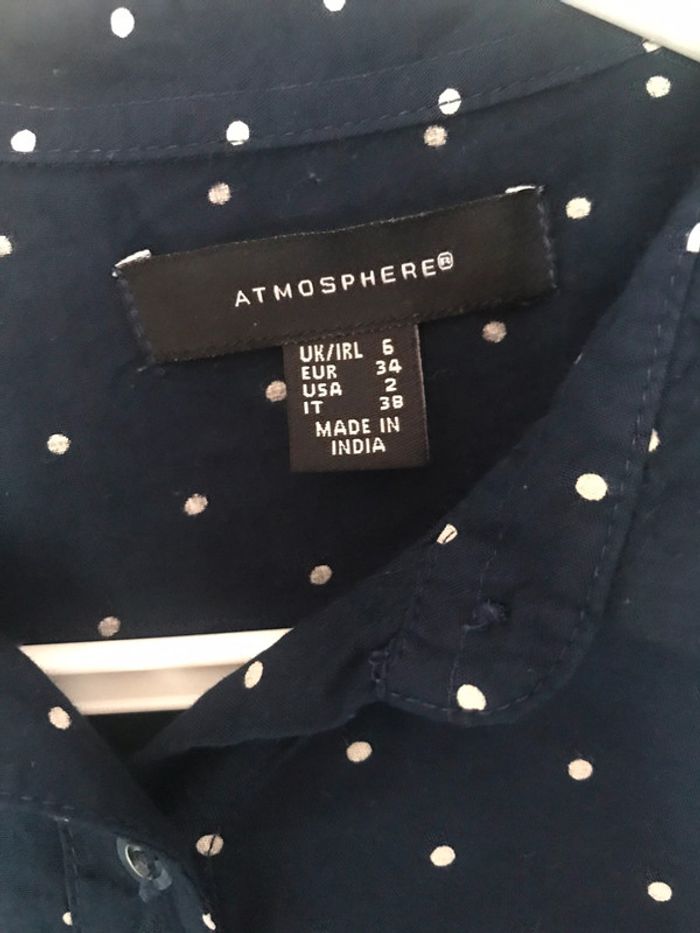 ATMOSPHERE®
UK/IRL 6
EUR 34
USA 2
IT 38
MADE IN
INDIA